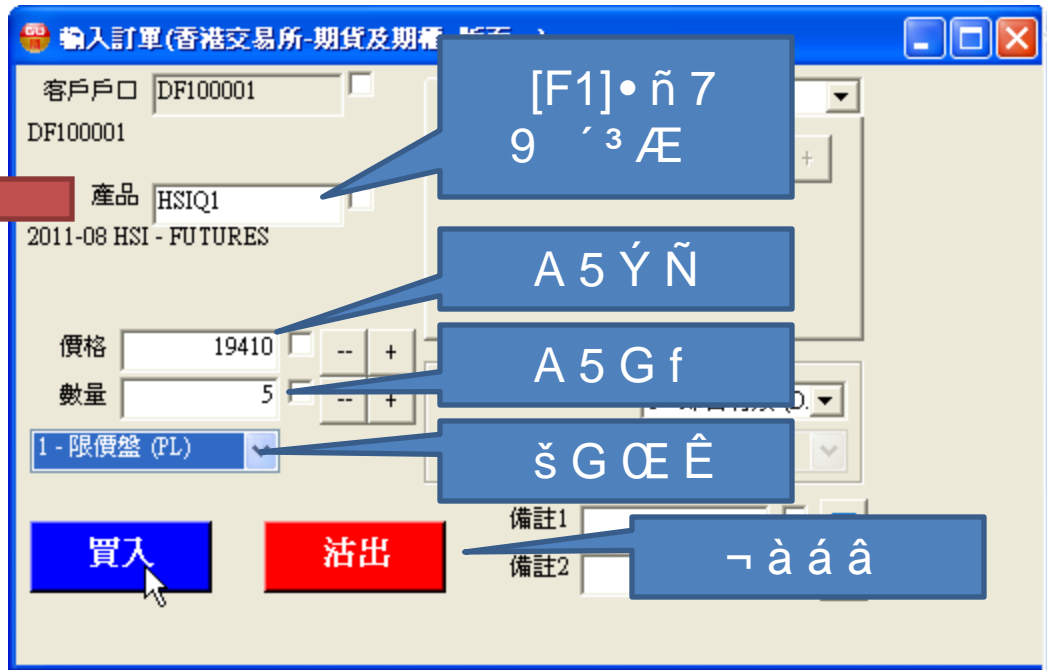 輸入訂單(香港交易所-期貨及期權
客戶戶口 DF100001
DF100001
[F1]• ñ 7
9 ´ ³ Æ
+
產品 HSIQ1
2011-08 HSI - FUTURES
A 5 Ý Ñ
價格 19410 -- +
A 5 G f
數量 5 -- +
(D.
1 - 限價盤 (PL)
š G Œ Ê
備註1
買入 沽出
¬ à á â
備註2